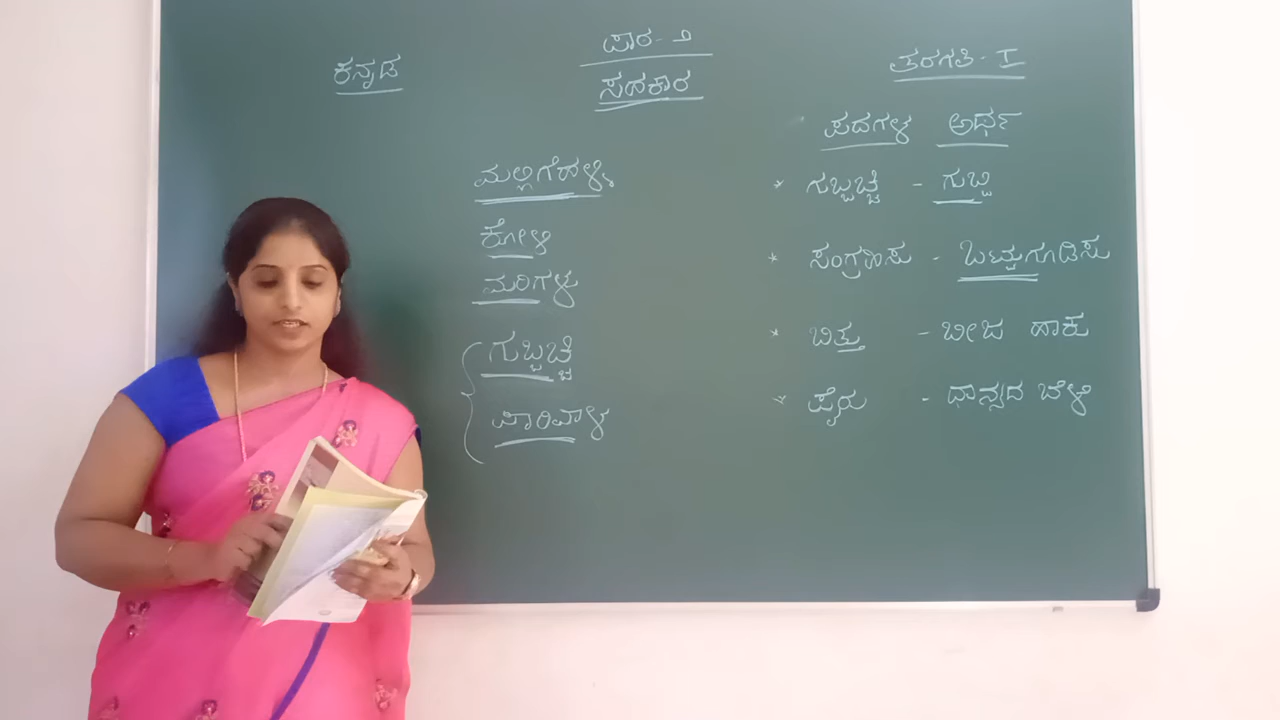 ಕನ್ನಡ
ಪಾಠ - ೨
ಸಹಕಾರ
ತರಗತಿ - I
ಮಲ್ಲಿಗೆಹಳ್ಳಿ
ಕೋಳಿ
ಮರಿಗಳು
ಗುಬ್ಬಚ್ಚಿ
ಪಾರಿವಾಳ
ಪದಗಳ ಅರ್ಥ
* ಗುಬ್ಬಚ್ಚಿ - ಗುಬ್ಬಿ
* ಸಂಗ್ರಹಿಸು - ಒಟ್ಟುಗೂಡಿಸು
* ಬಿತ್ತು - ಬೀಜ ಹಾಕು
* ಪೈರು - ಧಾನ್ಯದ ಬೆಳೆ